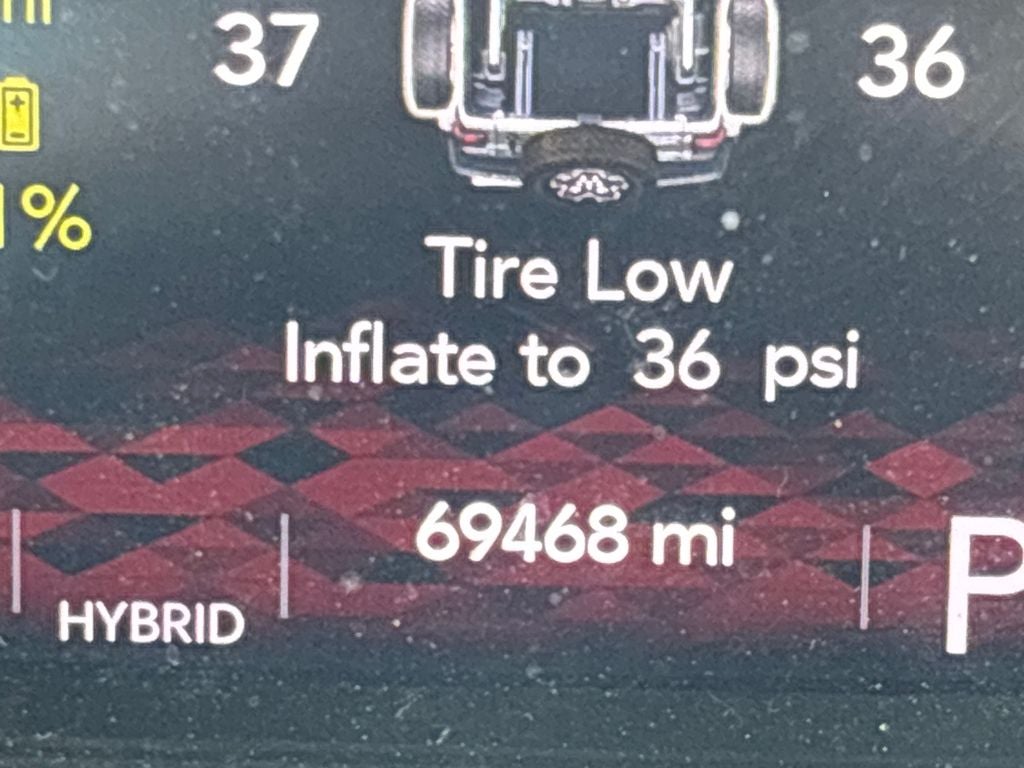 37
36
%
Tire Low
Inflate to 36 psi
69468 mi
HYBRID
P